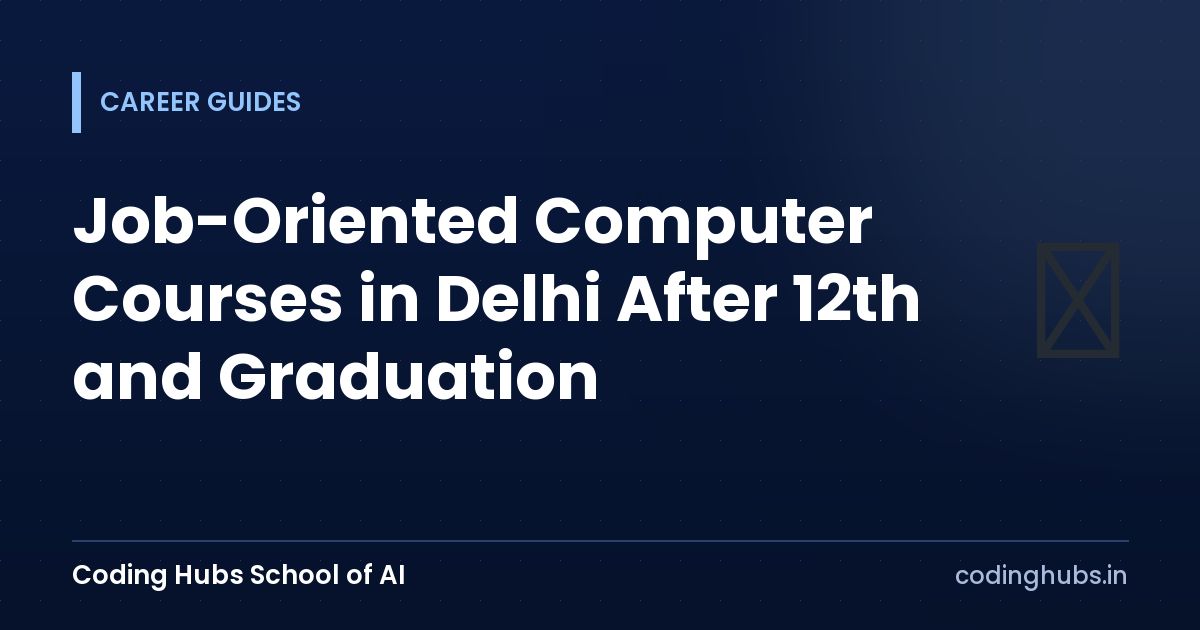 CAREER GUIDES
Job-Oriented Computer
Courses in Delhi After 12th
and Graduation
Coding Hubs School of AI
codinghubs.in